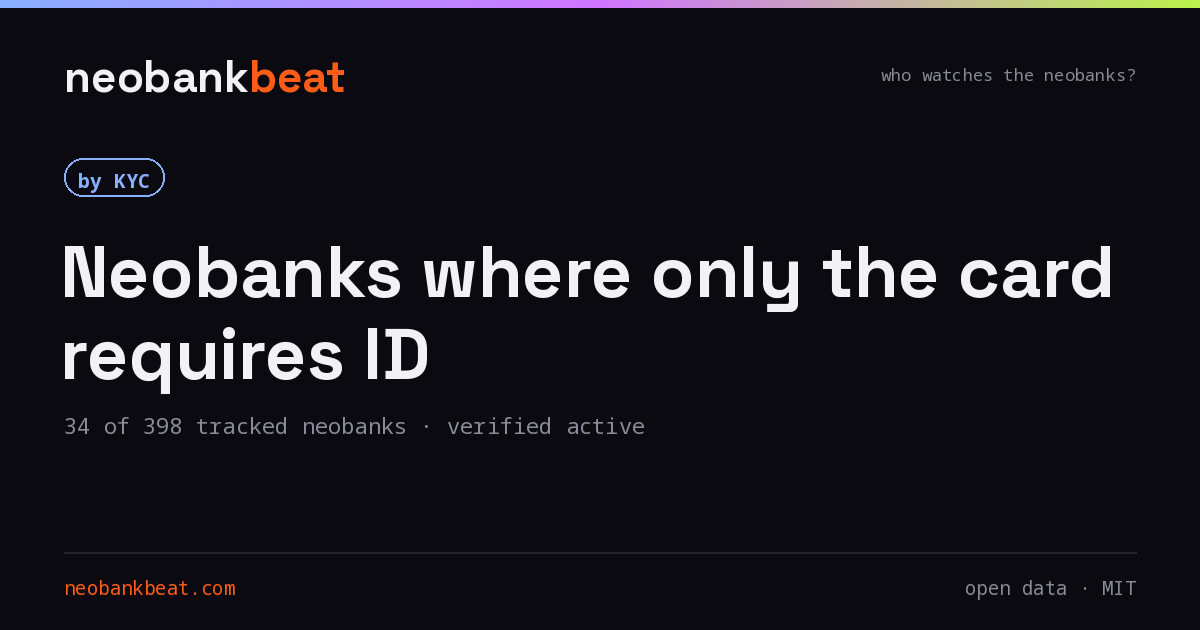 neobankbeat
who watches the neobanks?
by KYC
Neobanks where only the card
requires ID
34 of 398 tracked neobanks · verified active
neobankbeat.com
open data · MIT